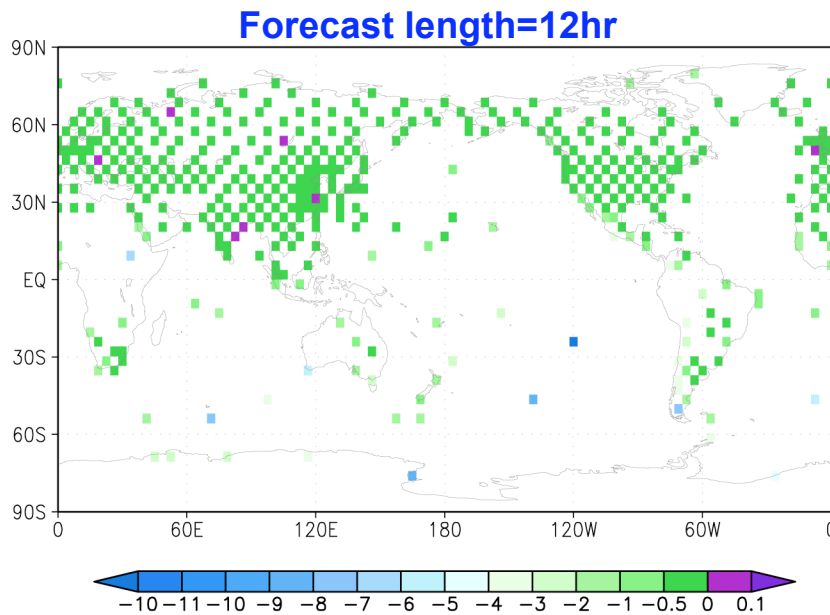 Forecast length=12hr
90N
60N
30N
EQ
30S
60S
90S
0 60E 120E 180 120W 60W 0
-10 -11 -10 -9 -8 -7 -6 -5 -4 -3 -2 -1 -0.5 0 0.1